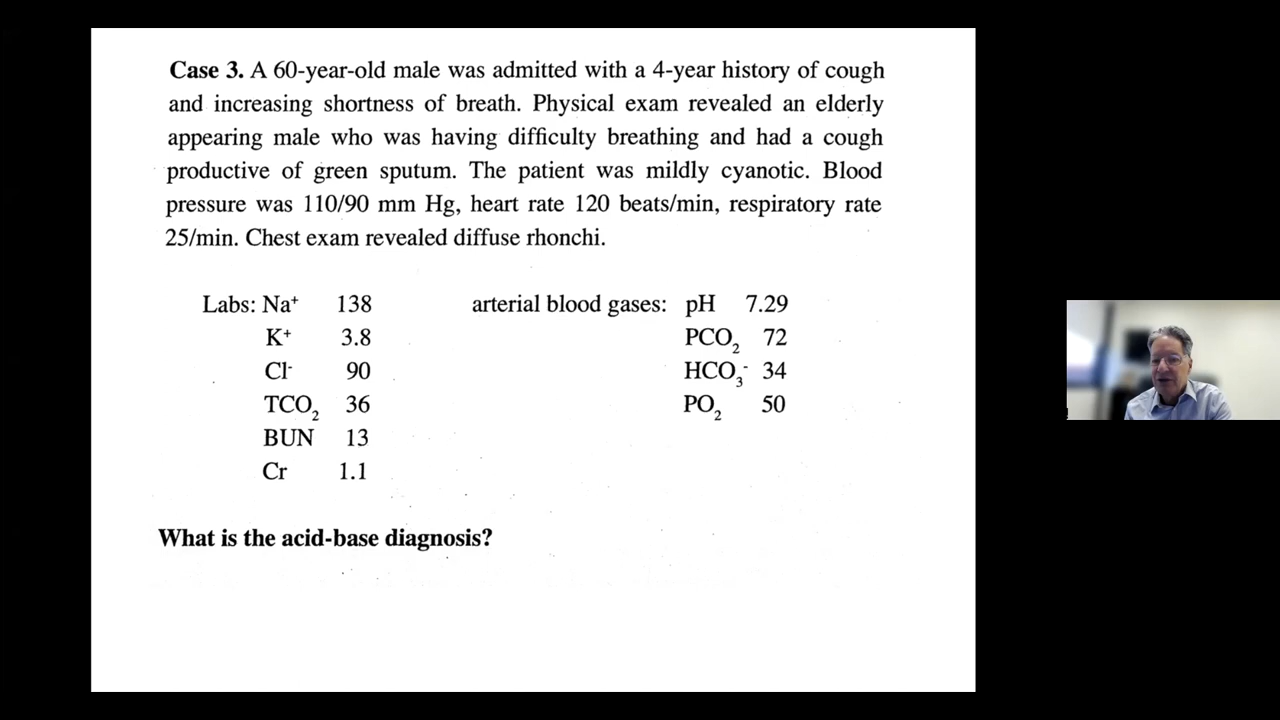 Case 3. A 60-year-old male was admitted with a 4-year history of cough
and increasing shortness of breath. Physical exam revealed an elderly
appearing male who was having difficulty breathing and had a cough
productive of green sputum. The patient was mildly cyanotic. Blood
pressure was 110/90 mm Hg, heart rate 120 beats/min, respiratory rate
25/min. Chest exam revealed diffuse rhonchi.
Labs: Na⁺ 138 arterial blood gases: pH 7.29
K⁺ 3.8 PCO₂ 72
Cl⁻ 90 HCO₃⁻ 34
TCO₂ 36 PO₂ 50
BUN 13
Cr 1.1
What is the acid-base diagnosis?